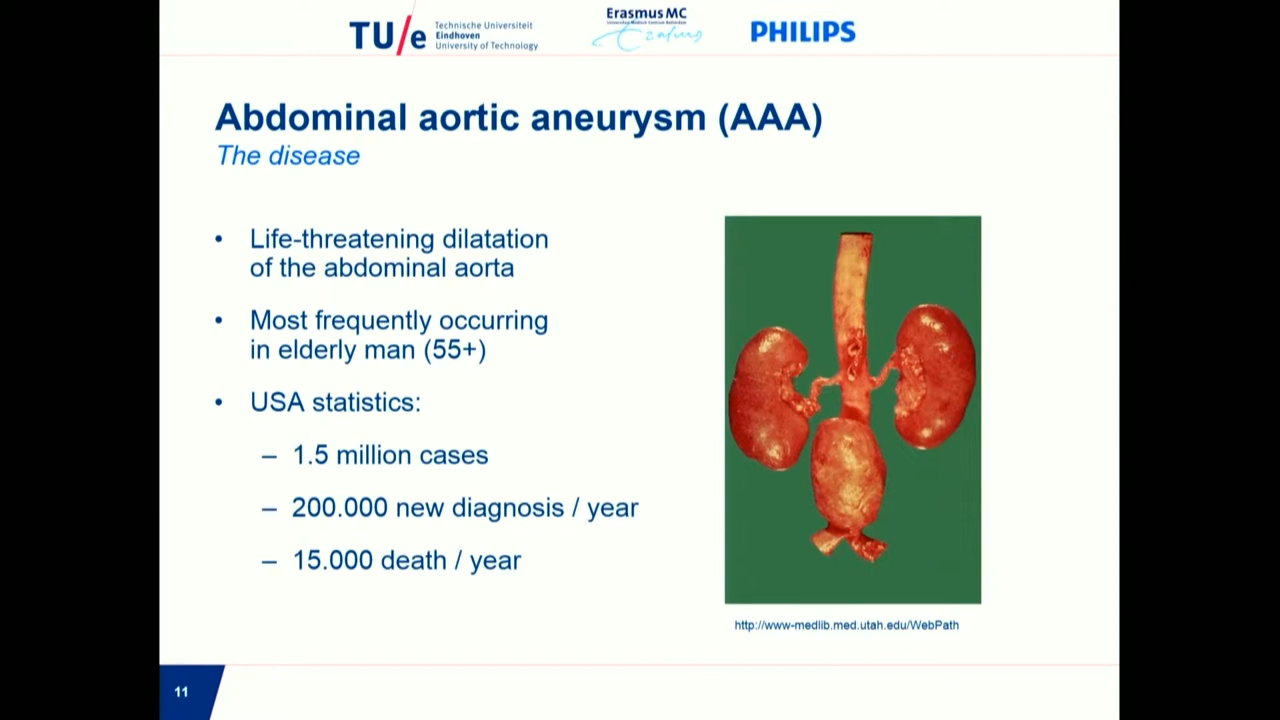 TU/e
Technische Universiteit
Eindhoven
University of Technology
Erasmus MC
Erasmus
PHILIPS
Abdominal aortic aneurysm (AAA)
The disease
• Life-threatening dilatation
of the abdominal aorta
• Most frequently occurring
in elderly man (55+)
• USA statistics:
– 1.5 million cases
– 200.000 new diagnosis / year
– 15.000 death / year
http://www-medlib.med.utah.edu/WebPath
11